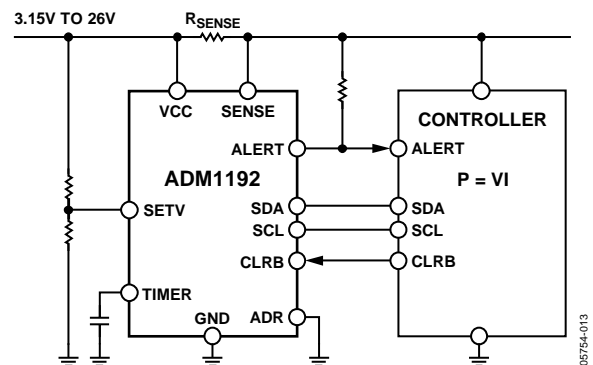 3.15V TO 26V
RSENSE
VCC SENSE
CONTROLLER
ALERT
ALERT
ADM1192
P = VI
SETV
SDA
SDA
SCL
SCL
CLRB
CLRB
TIMER
GND
ADR
05754-013